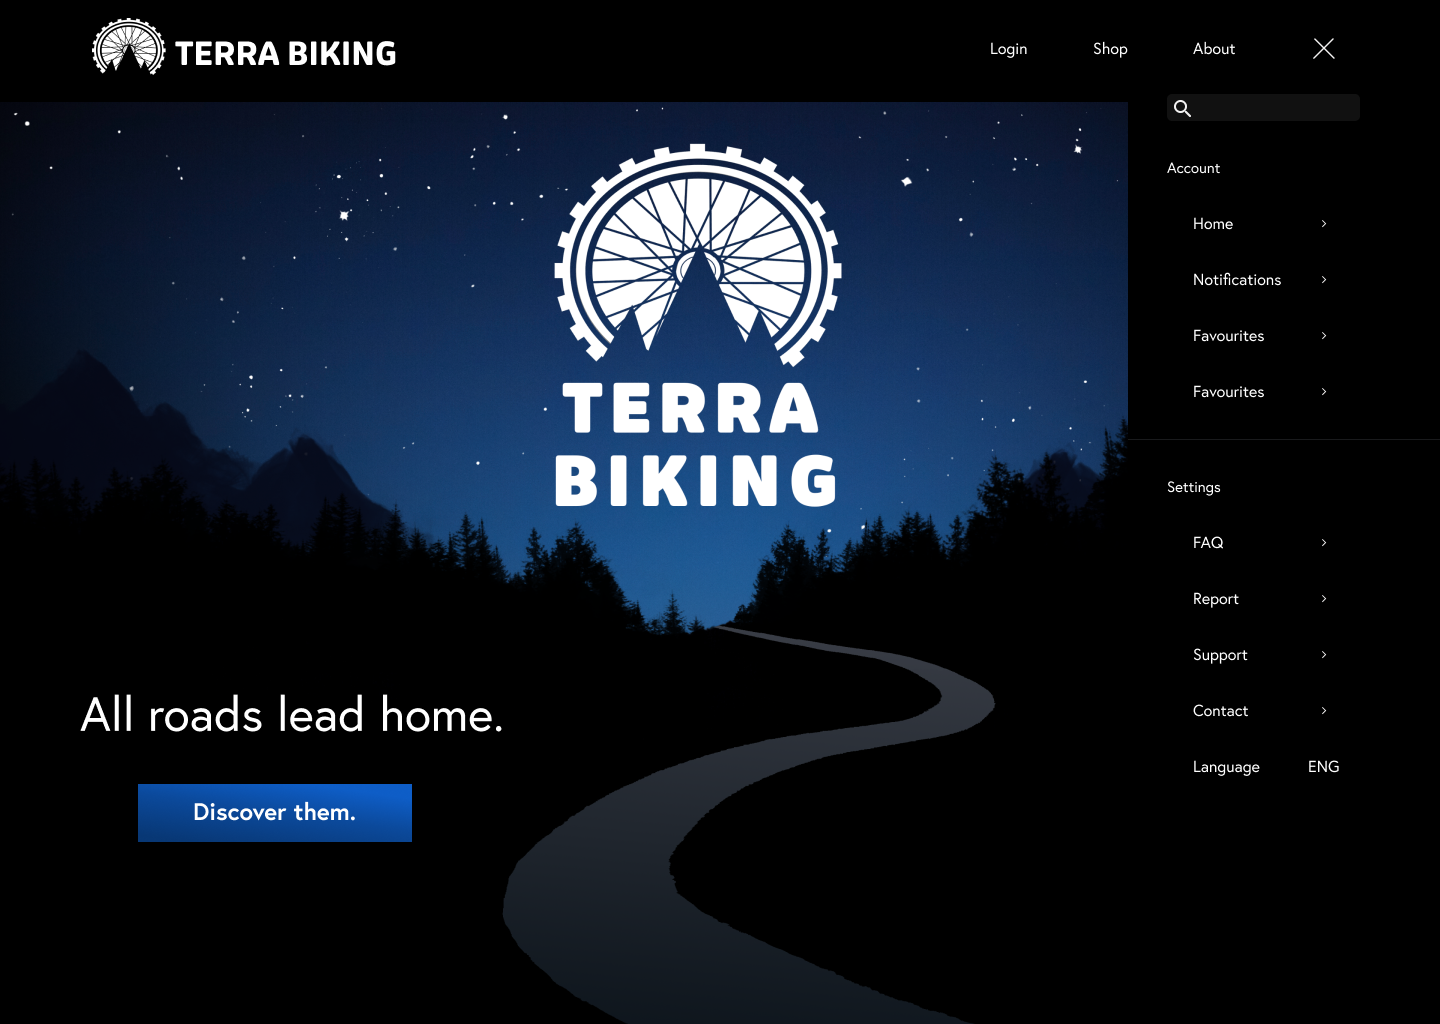 TERRA BIKING
Login
Shop
About
Account
Home
Notifications
Favourites
Favourites
Settings
FAQ
Report
Support
Contact
Language ENG
TERRA
BIKING
All roads lead home.
Discover them.